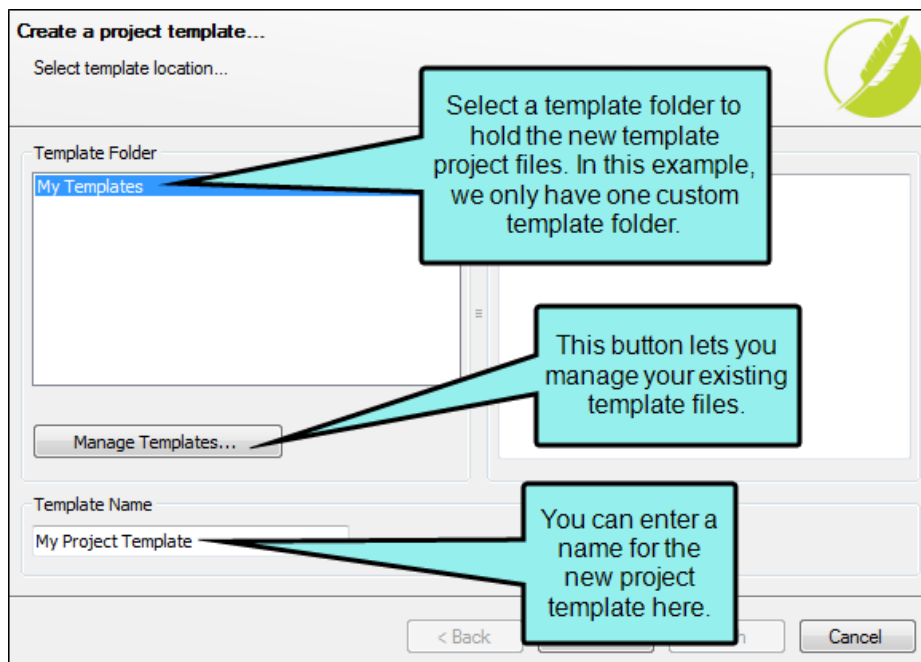 Create a project template...
Select template location...
Select a template folder to
hold the new template
project files. In this example,
we only have one custom
template folder.
Template Folder
My Templates
This button lets you
manage your existing
template files.
Manage Templates...
Template Name
My Project Template
You can enter a
name for the
new project
template here.
< Back
Cancel